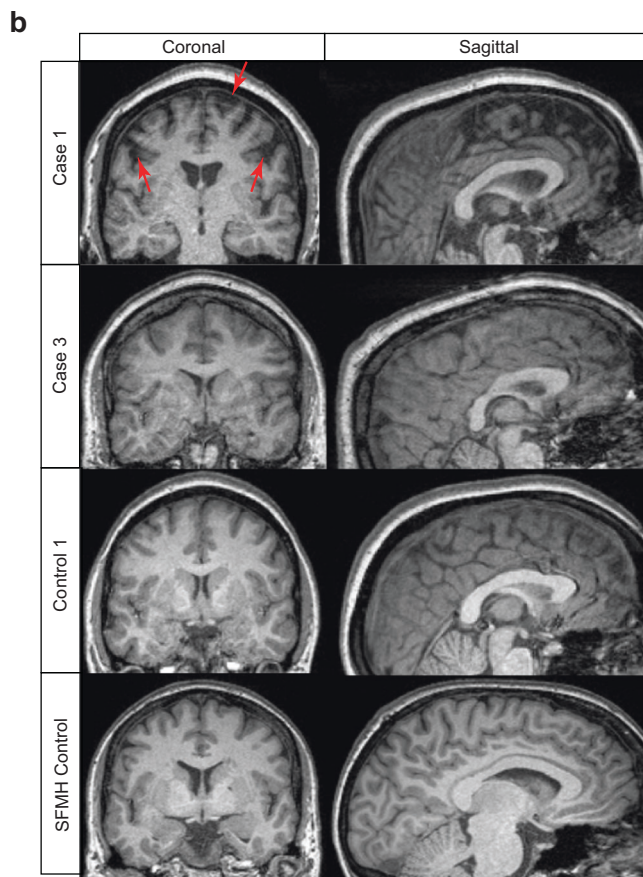 b
Coronal
Sagittal
Case 1
Case 3
Control 1
SFMH Control